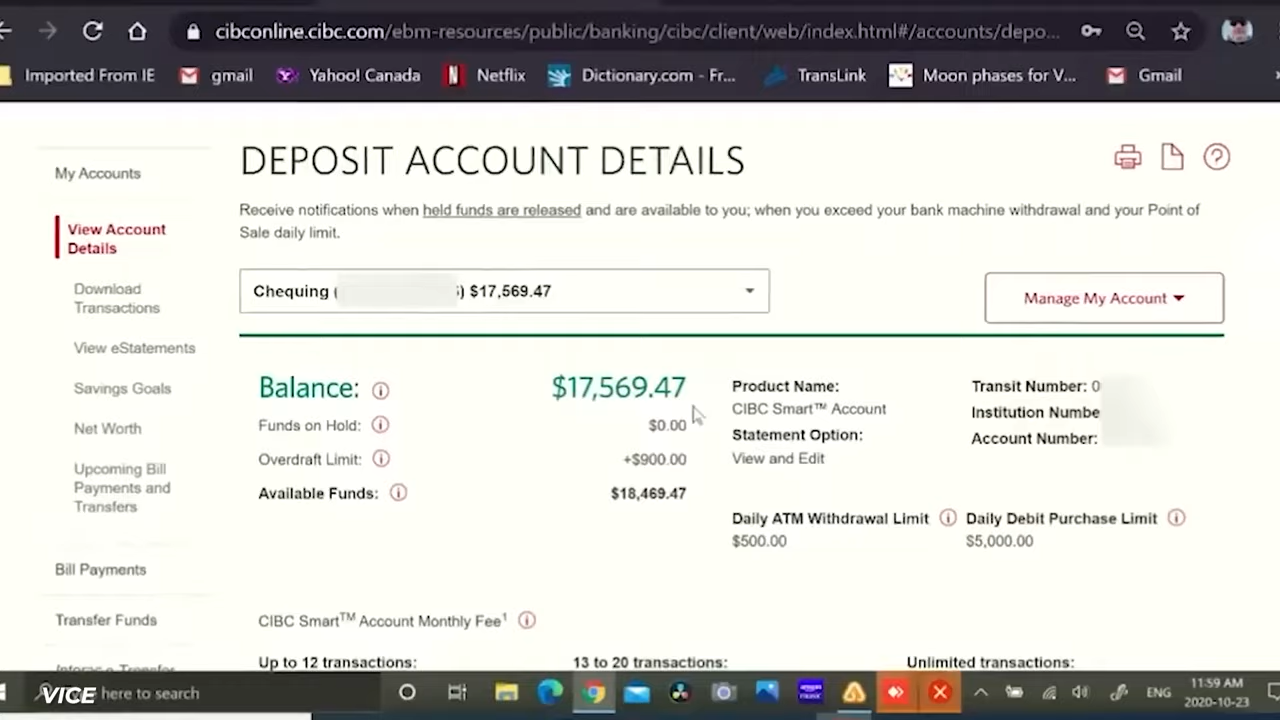 cibconline.cibc.com/ebm-resources/public/banking/cibc/client/web/index.html#/accounts/depo...
Imported From IE gmail Yahoo! Canada Netflix Dictionary.com - Fr... TransLink Moon phases for V... Gmail
DEPOSIT ACCOUNT DETAILS
My Accounts
View Account
Details
Download
Transactions
View eStatements
Savings Goals
Net Worth
Upcoming Bill
Payments and
Transfers
Bill Payments
Transfer Funds
Interac e-Transfer
Receive notifications when held funds are released and are available to you; when you exceed your bank machine withdrawal and your Point of
Sale daily limit.
Chequing ( ) $17,569.47
Manage My Account
Balance: $17,569.47
Funds on Hold: $0.00
Overdraft Limit: +$900.00
Available Funds: $18,469.47
Product Name:
CIBC Smart™ Account
Statement Option:
View and Edit
Transit Number: 0
Institution Numbe
Account Number:
Daily ATM Withdrawal Limit
$500.00
Daily Debit Purchase Limit
$5,000.00
CIBC Smart™ Account Monthly Fee¹
Up to 12 transactions: 13 to 20 transactions: Unlimited transactions:
VICE here to search
ENG
11:59 AM
2020-10-23